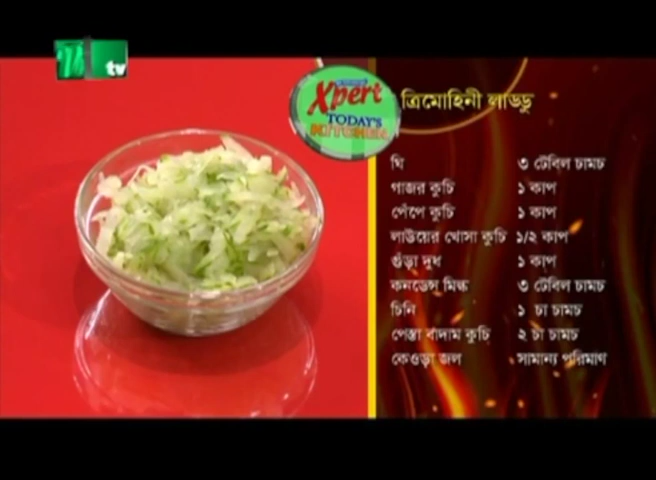 tv
Xpert
TODAY'S
KITCHEN
ত্রিমোহিনী লাড্ডু
ঘি ৩ টেবিল চামচ
গাজর কুচি ১ কাপ
পেঁপে কুচি ১ কাপ
লাউয়ের খোসা কুচি ১/২ কাপ
গুঁড়া দুধ ১ কাপ
কনডেন্স মিল্ক ৩ টেবিল চামচ
চিনি ১ চা চামচ
পেস্তা বাদাম কুচি ২ চা চামচ
কেওড়া জল সামান্য পরিমাণ